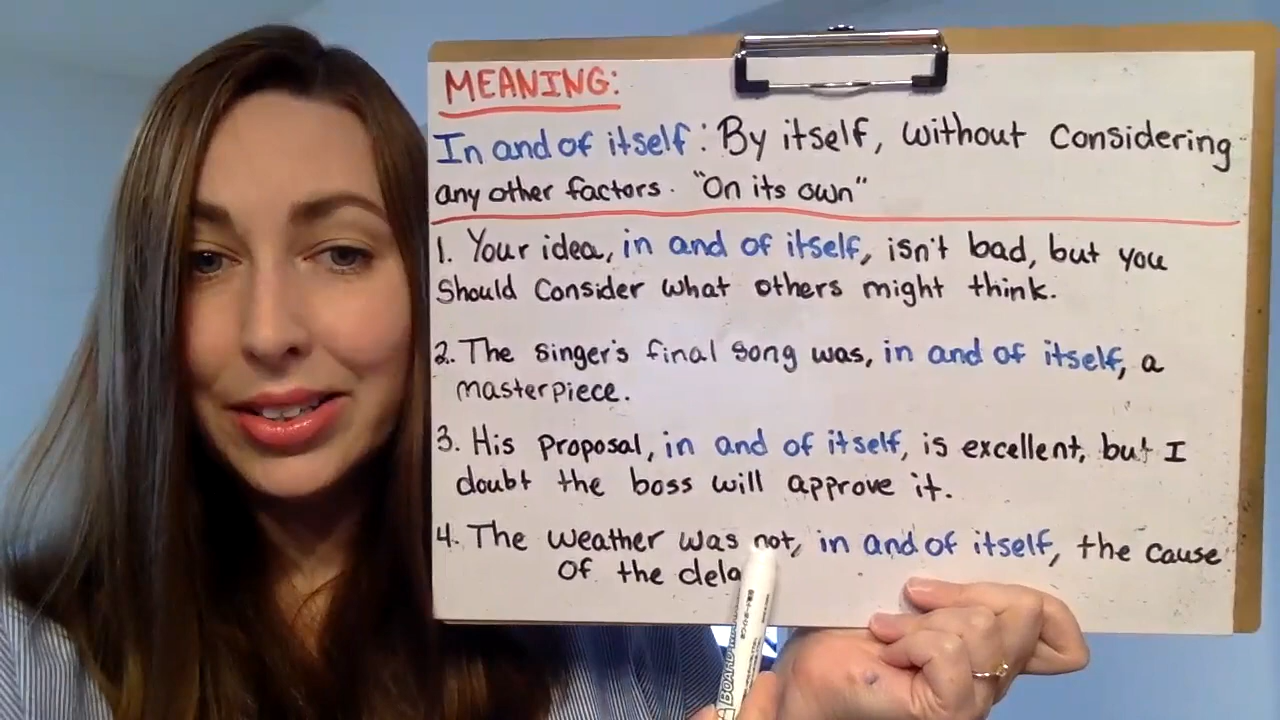 MEANING:
In and of itself: By itself, without considering
any other factors. "On its own"
1. Your idea, in and of itself, isn't bad, but you
should consider what others might think.
2. The singer's final song was, in and of itself, a
masterpiece.
3. His proposal, in and of itself, is excellent, but I
doubt the boss will approve it.
4. The weather was not, in and of itself, the cause
of the dela
BOARD